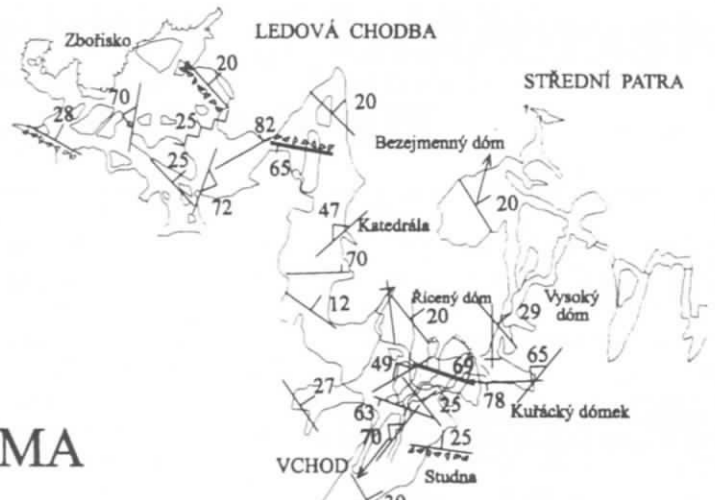 LEDOVÁ CHODBA
Zbořisko
20
STŘEDNÍ PATRA
70
20
28
25
82
Bezejmenný dóm
25
65
20
72
47
Katedrála
70
12
Řícený dóm
20
29
Vysoký
dóm
49
69
65
27
63
25
78
Kuřácký dómek
MA
70
25
VCHOD
Studna